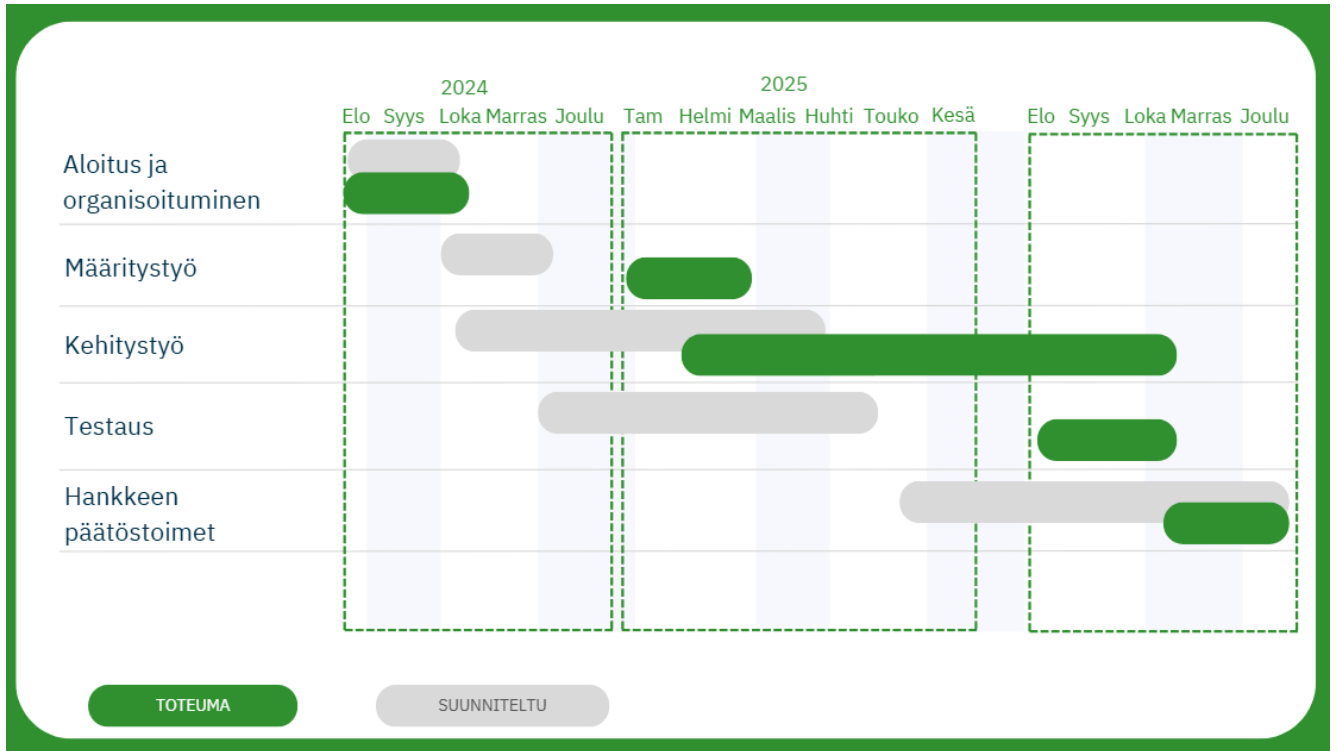 2024
2025
Elo Syys Loka Marras Joulu Tam Helmi Maalis Huhti Touko Kesä Elo Syys Loka Marras Joulu
Aloitus ja
organisoituminen
Määritystyö
Kehitystyö
Testaus
Hankkeen
päätöstoimet
TOTEUMA
SUUNNITELTU